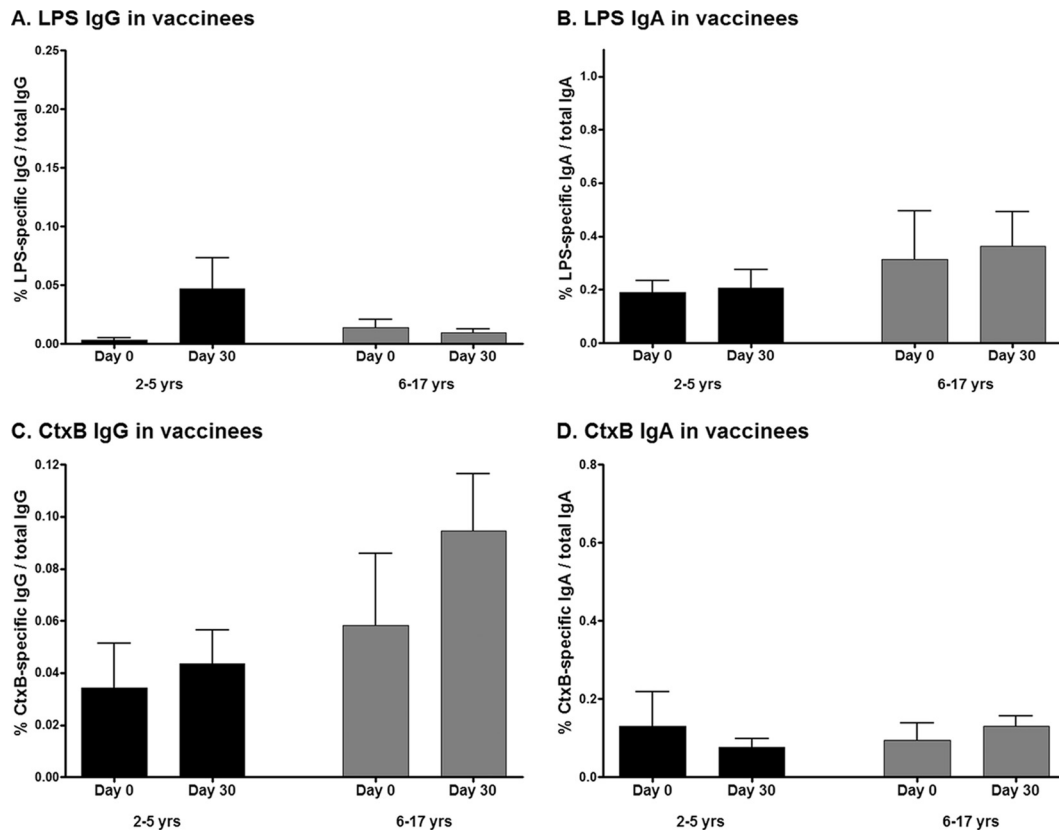 A. LPS IgG in vaccinees
% LPS-specific IgG / total IgG
0.25
0.20
0.15
0.10
0.05
0.00
Day 0 Day 30 Day 0 Day 30
2-5 yrs 6-17 yrs
B. LPS IgA in vaccinees
% LPS-specific IgA / total IgA
1.0
0.8
0.6
0.4
0.2
0.0
Day 0 Day 30 Day 0 Day 30
2-5 yrs 6-17 yrs
C. CtxB IgG in vaccinees
% CtxB-specific IgG / total IgG
0.12
0.10
0.08
0.06
0.04
0.02
0.00
Day 0 Day 30 Day 0 Day 30
2-5 yrs 6-17 yrs
D. CtxB IgA in vaccinees
% CtxB-specific IgA / total IgA
0.8
0.6
0.4
0.2
0.0
Day 0 Day 30 Day 0 Day 30
2-5 yrs 6-17 yrs